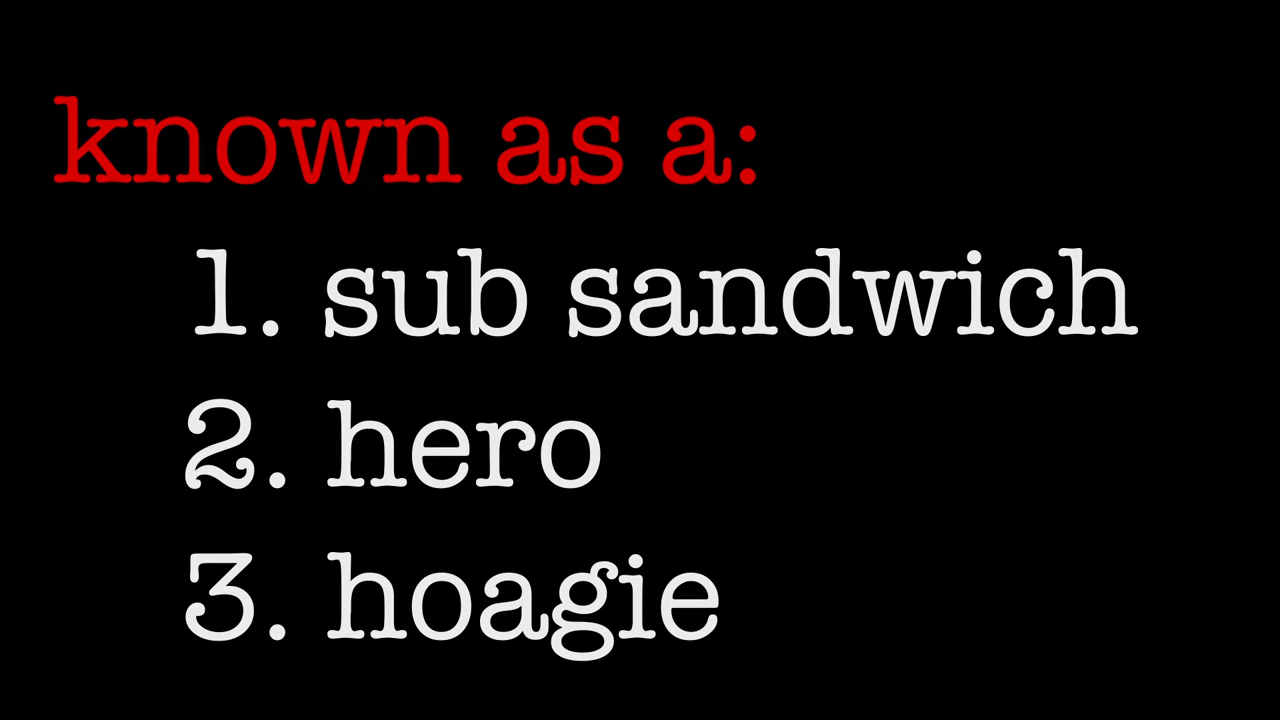 known as a:
1. sub sandwich
2. hero
3. hoagie